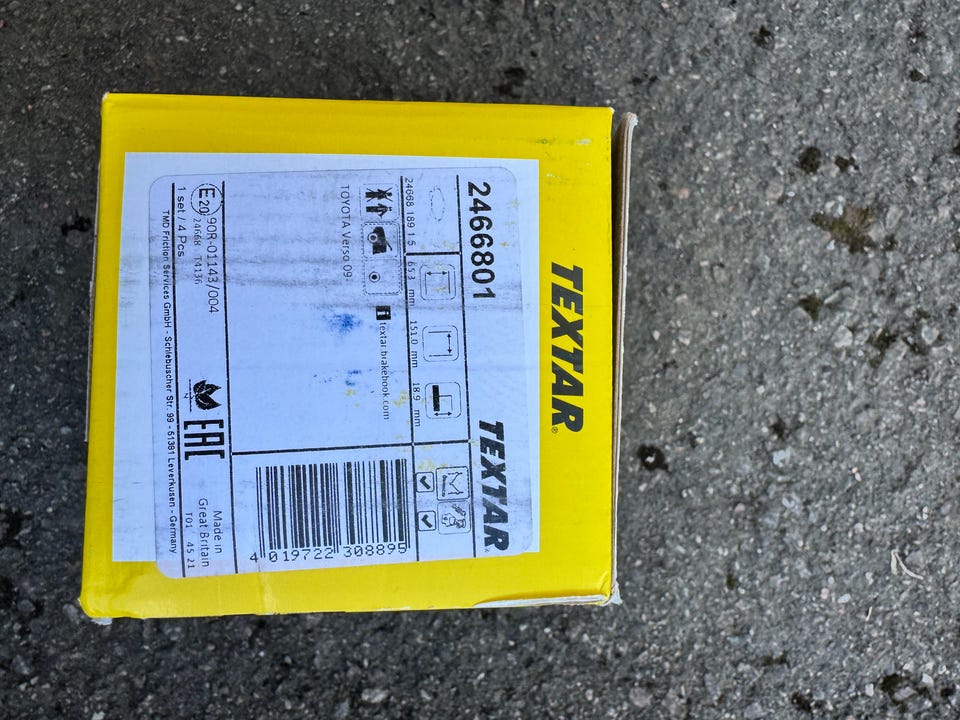 TEXTAR®
2466801
TEXTAR
24668 189 1 5
65.3 mm
151.0 mm
18.9 mm
i textar.brakebook.com
TOYOTA Verso 09-
4 019722 308895
E20 90R-01143/004
24668 T4136
EAC
1 set / 4 Pcs
Made in
Great Britain
T01 45 21
TMD Friction Services GmbH - Schlebuscher Str. 99 - 51381 Leverkusen - Germany